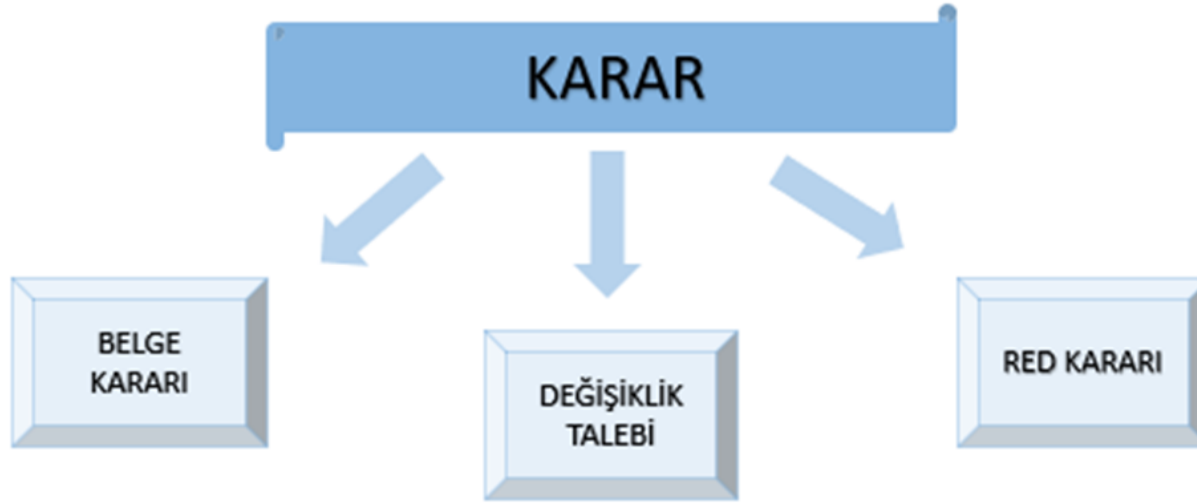 KARAR
BELGE
KARARI
DEĞİŞİKLİK
TALEBİ
RED KARARI